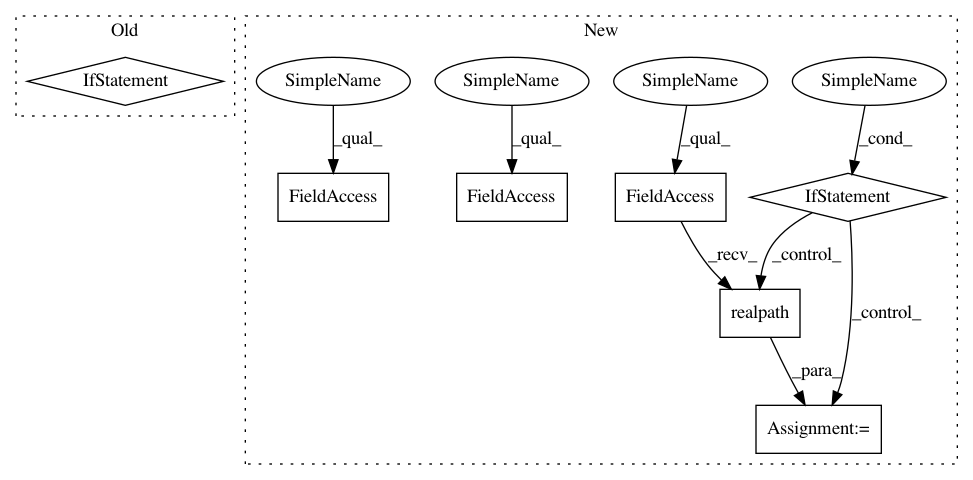 Old
New
IfStatement
SimpleName
SimpleName
SimpleName
SimpleName
_qual_
_qual_
_qual_
_cond_
FieldAccess
FieldAccess
FieldAccess
IfStatement
_recv_
_control_
realpath
_control_
_para_
Assignment:=